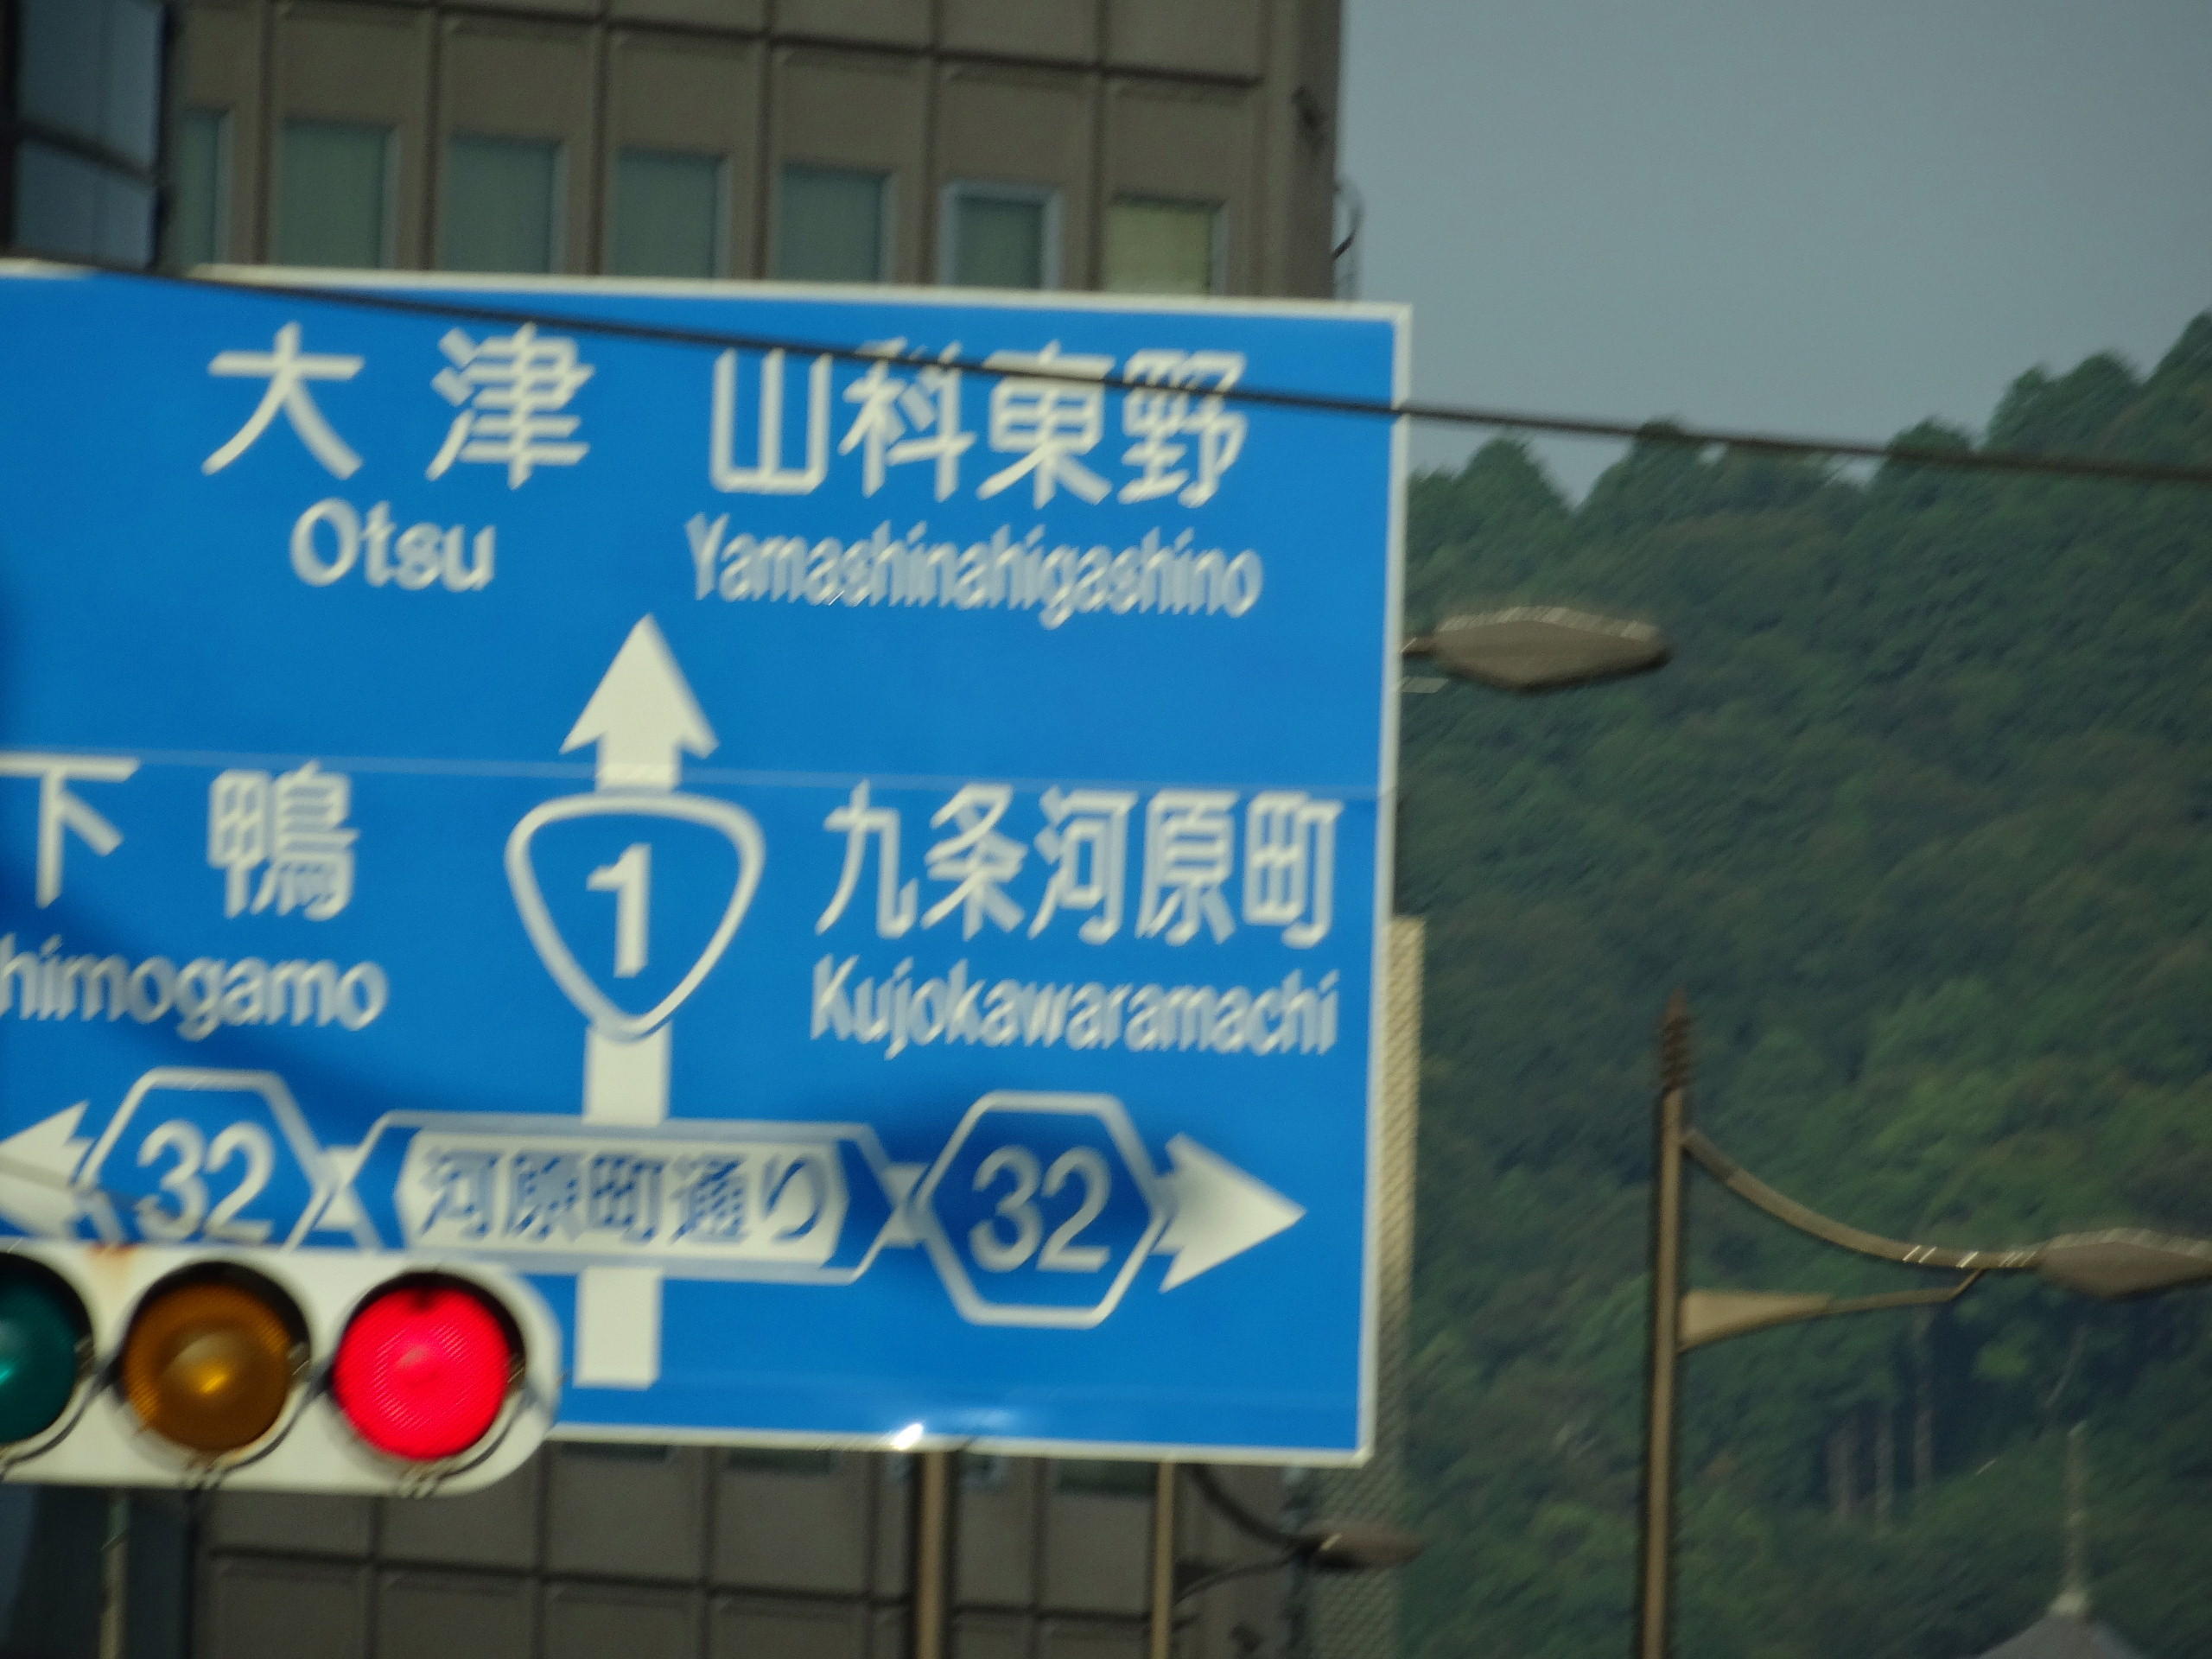 大津 山科東野
Otsu Yamashinahigashino
下鴨 1 九条河原町
himogamo Kujokawaramachi
32 河原町通り 32